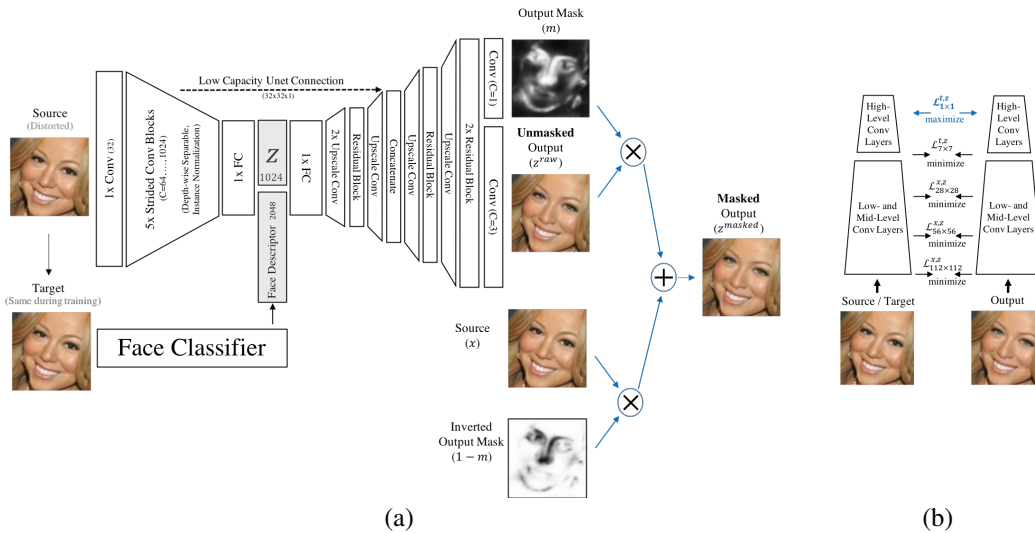 Source
(Distorted)
Target
(Same during training)
1x Conv (32)
5x Strided Conv Blocks
(C=64,…,1024)
(Depth-wise Separable,
Instance Normalization)
Low Capacity Unet Connection
(32x32x1)
1x FC
Z
1024
Face Descriptor 2048
Face Classifier
1x FC
2x Upscale Conv
Residual Block
Upscale Conv
Concatenate
Upscale Conv
Residual Block
Upscale Conv
2x Residual Block
Conv (C=1)
Conv (C=3)
Output Mask
(m)
Unmasked
Output
(z^{raw})
Source
(x)
Inverted
Output Mask
(1 − m)
×
+
×
Masked
Output
(z^{masked})
(a)
High-
Level
Conv
Layers
Low- and
Mid-Level
Conv Layers
Source / Target
ℒ^{t,z}_{1×1}
maximize
ℒ^{t,z}_{7×7}
minimize
ℒ^{x,z}_{28×28}
minimize
ℒ^{x,z}_{56×56}
minimize
ℒ^{x,z}_{112×112}
minimize
High-
Level
Conv
Layers
Low- and
Mid-Level
Conv Layers
Output
(b)